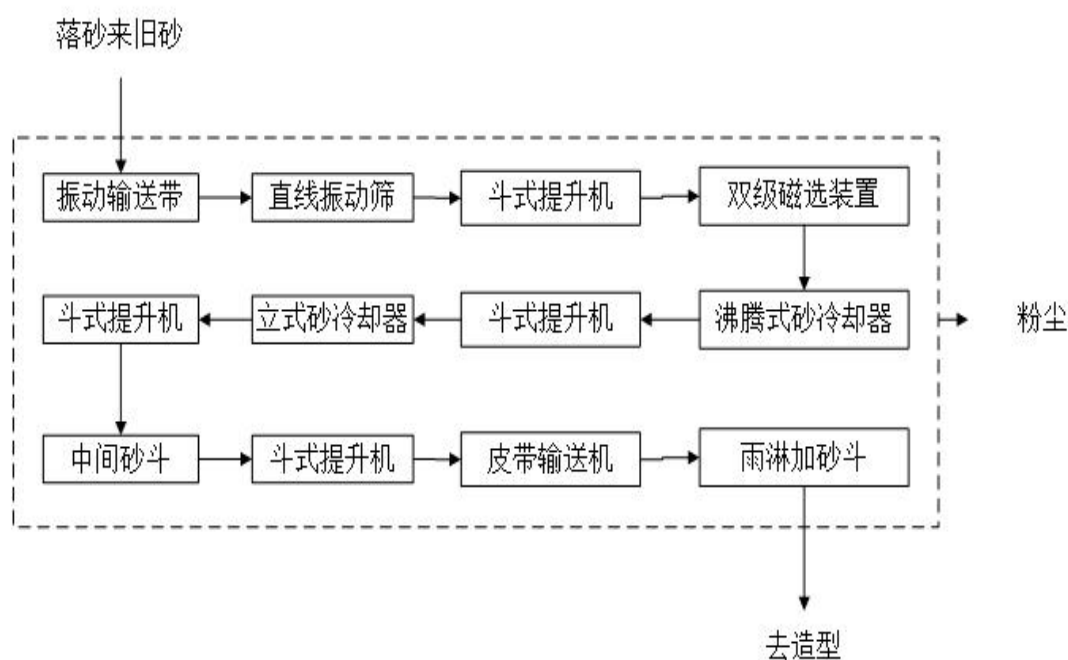 落砂来旧砂
振动输送带
直线振动筛
斗式提升机
双级磁选装置
斗式提升机
立式砂冷却器
斗式提升机
沸腾式砂冷却器
粉尘
中间砂斗
斗式提升机
皮带输送机
雨淋加砂斗
去造型